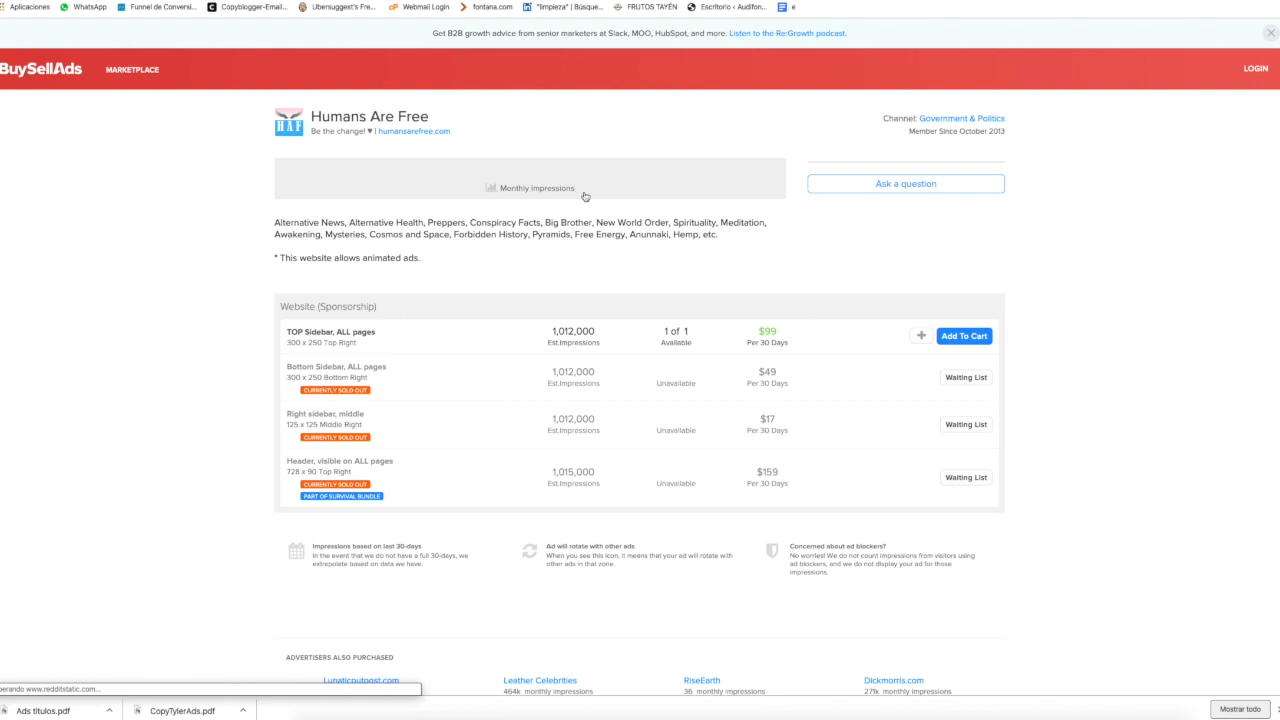 Aplicaciones WhatsApp Funnel de Conversi... Copyblogger-Email... Ubersuggest's Fre... Webmail Login fontana.com "limpieza" | Búsque... FRUTOS TAYÉN Escritorio ‹ Audifon... e
Get B2B growth advice from senior marketers at Slack, MOO, HubSpot, and more. Listen to the Re:Growth podcast.
BuySellAds MARKETPLACE LOGIN
Humans Are Free
Be the change! ♥ | humansarefree.com
HAF
Channel: Government & Politics
Member Since October 2013
Monthly Impressions
Ask a question
Alternative News, Alternative Health, Preppers, Conspiracy Facts, Big Brother, New World Order, Spirituality, Meditation,
Awakening, Mysteries, Cosmos and Space, Forbidden History, Pyramids, Free Energy, Anunnaki, Hemp, etc.
* This website allows animated ads.
Website (Sponsorship)
TOP Sidebar, ALL pages 1,012,000 1 of 1 $99 + Add To Cart
300 x 250 Top Right Est.Impressions Available Per 30 Days
Bottom Sidebar, ALL pages 1,012,000 $49 Waiting List
300 x 250 Bottom Right Est.Impressions Unavailable Per 30 Days
CURRENTLY SOLD OUT
Right sidebar, middle 1,012,000 $17 Waiting List
125 x 125 Middle Right Est.Impressions Unavailable Per 30 Days
CURRENTLY SOLD OUT
Header, visible on ALL pages 1,015,000 $159 Waiting List
728 x 90 Top Right Est.Impressions Unavailable Per 30 Days
CURRENTLY SOLD OUT
PART OF SURVIVAL BUNDLE
Impressions based on last 30-days
In the event that we do not have a full 30-days, we
extrapolate based on data we have.
Ad will rotate with other ads
When you see this icon, it means that your ad will rotate with
other ads in that zone.
Concerned about ad blockers?
No worries! We do not count impressions from visitors using
ad blockers, and we do not display your ad for those
impressions.
ADVERTISERS ALSO PURCHASED
Lunaticoutpost.com Leather Celebrities RiseEarth Dickmorris.com
464k monthly impressions 36 monthly impressions 271k monthly impressions
perando www.redditstatic.com...
Ads titulos.pdf CopyTylerAds.pdf Mostrar todo